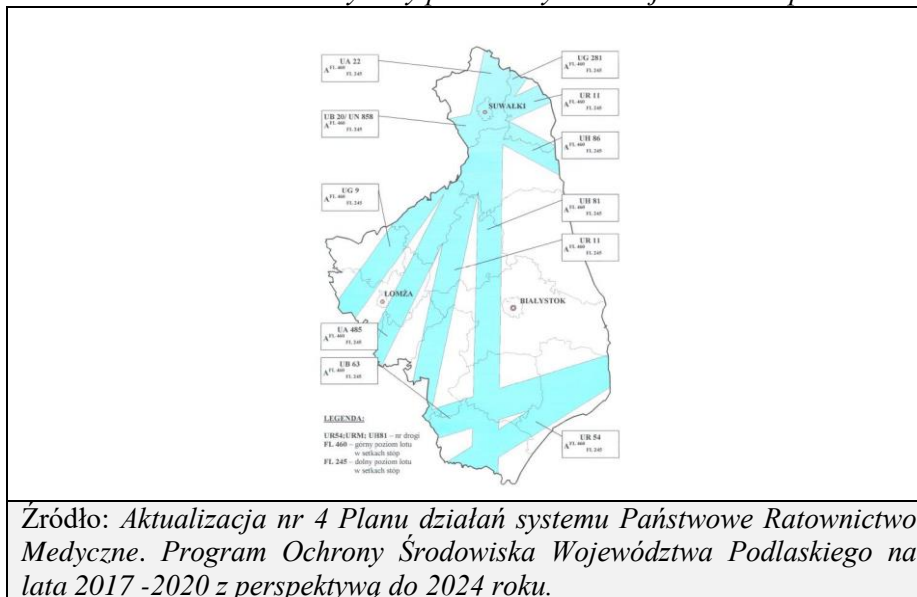 UA 22
A FL 460
FL 245
UB 20/ UN 858
A FL 460
FL 245
UG 9
A FL 460
FL 245
UA 485
A FL 460
FL 245
UB 63
A FL 460
FL 245
UG 281
A FL 460
FL 245
UR 11
A FL 460
FL 245
UH 86
A FL 460
FL 245
UH 81
A FL 460
FL 245
UR 11
A FL 460
FL 245
UR 54
A FL 460
FL 245
SUWAŁKI
ŁOMŻA
BIAŁYSTOK
LEGENDA:
UR54;URM; UH81 – nr drogi
FL 460 – górny poziom lotu
w setkach stóp
FL 245 – dolny poziom lotu
w setkach stóp
Źródło: Aktualizacja nr 4 Planu działań systemu Państwowe Ratownictwo
Medyczne. Program Ochrony Środowiska Województwa Podlaskiego na
lata 2017 -2020 z perspektywą do 2024 roku.